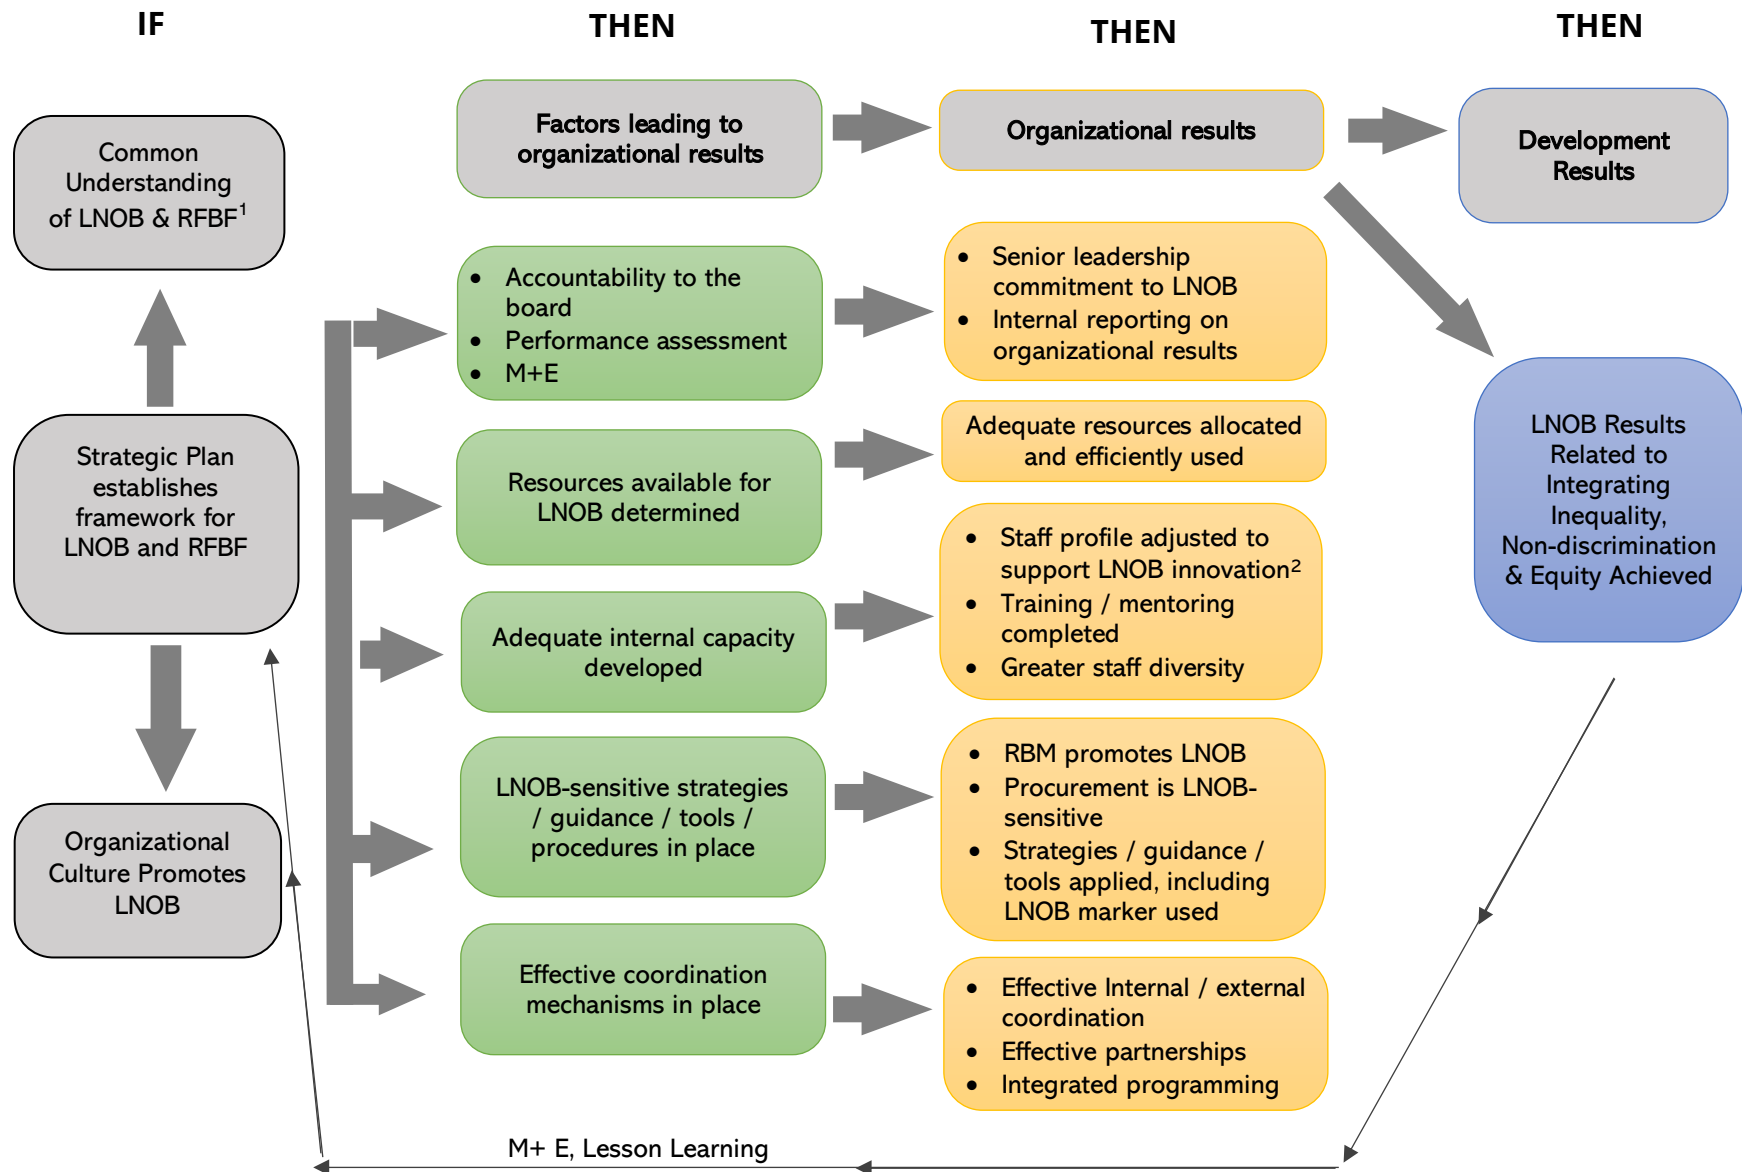 IF
THEN
THEN
THEN
Common
Understanding
of LNOB & RFBF¹
Strategic Plan
establishes
framework for
LNOB and RFBF
Organizational
Culture Promotes
LNOB
Factors leading to
organizational results
• Accountability to the
board
• Performance assessment
• M+E
Resources available for
LNOB determined
Adequate internal capacity
developed
LNOB-sensitive strategies
/ guidance / tools /
procedures in place
Effective coordination
mechanisms in place
Organizational results
• Senior leadership
commitment to LNOB
• Internal reporting on
organizational results
Adequate resources allocated
and efficiently used
• Staff profile adjusted to
support LNOB innovation²
• Training / mentoring
completed
• Greater staff diversity
• RBM promotes LNOB
• Procurement is LNOB-
sensitive
• Strategies / guidance /
tools applied, including
LNOB marker used
• Effective Internal / external
coordination
• Effective partnerships
• Integrated programming
Development
Results
LNOB Results
Related to
Integrating
Inequality,
Non-discrimination
& Equity Achieved
M+ E, Lesson Learning